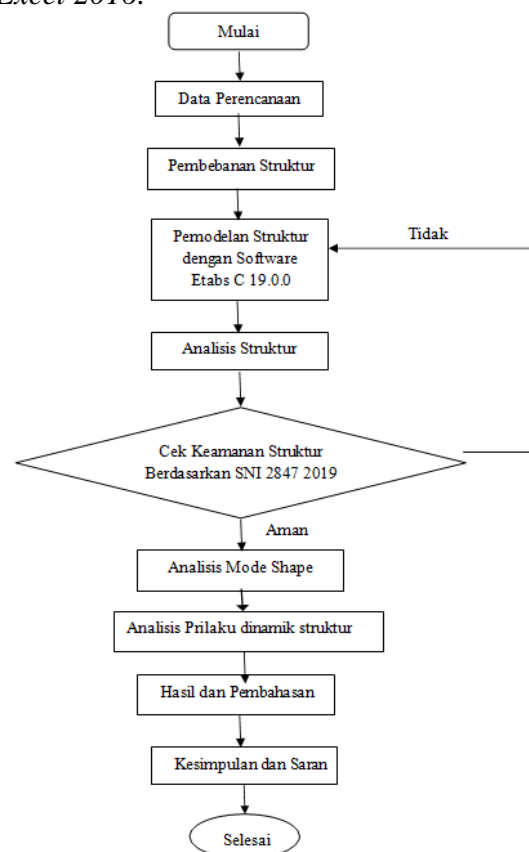 Excel 2016.
Mulai
Data Perencanaan
Pembebanan Struktur
Pemodelan Struktur
dengan Software
Etabs C 19.0.0
Tidak
Analisis Struktur
Cek Keamanan Struktur
Berdasarkan SNI 2847 2019
Aman
Analisis Mode Shape
Analisis Prilaku dinamik struktur
Hasil dan Pembahasan
Kesimpulan dan Saran
Selesai